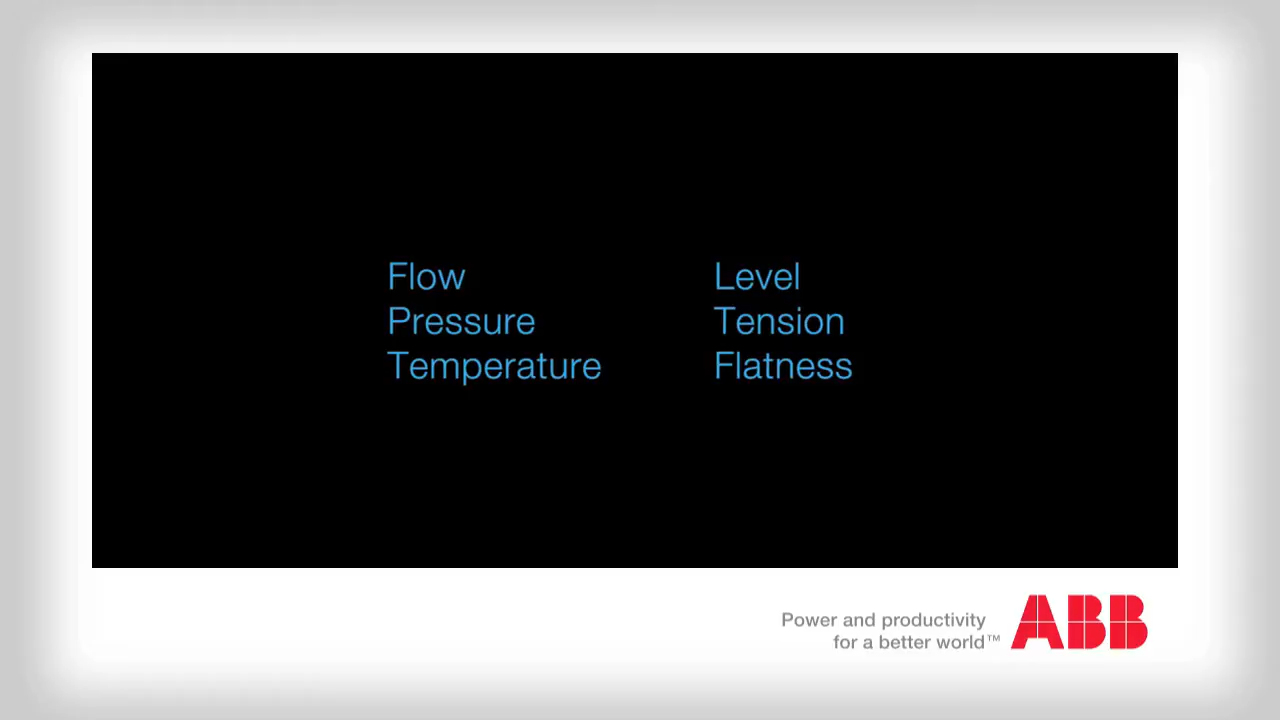 Flow
Pressure
Temperature
Level
Tension
Flatness
Power and productivity
for a better world™
ABB